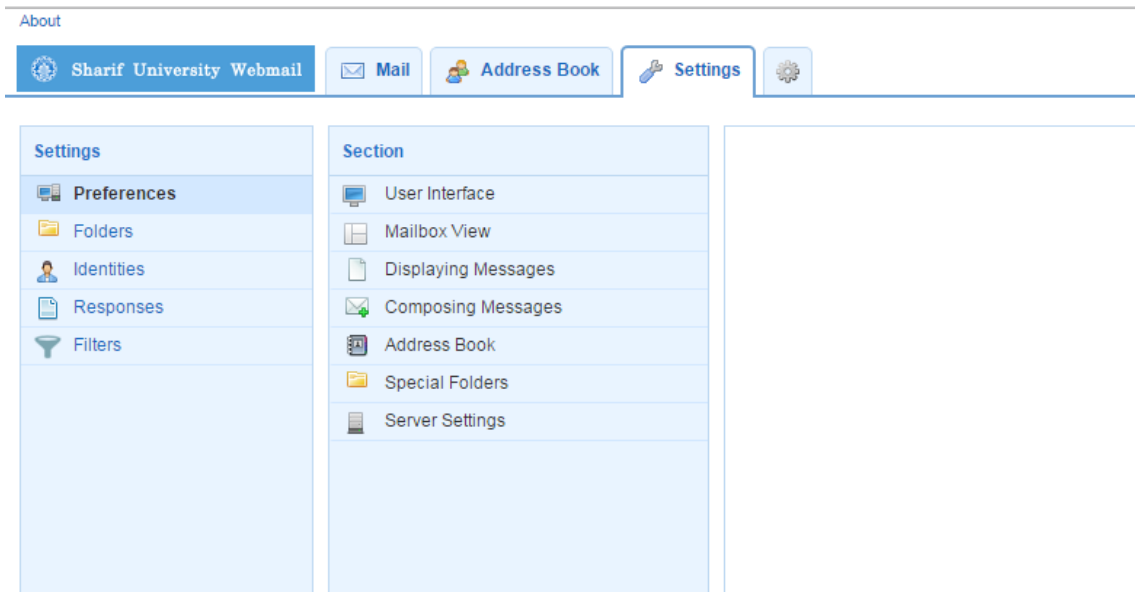 About
Sharif University Webmail
Mail
Address Book
Settings
Settings
Preferences
Folders
Identities
Responses
Filters
Section
User Interface
Mailbox View
Displaying Messages
Composing Messages
Address Book
Special Folders
Server Settings